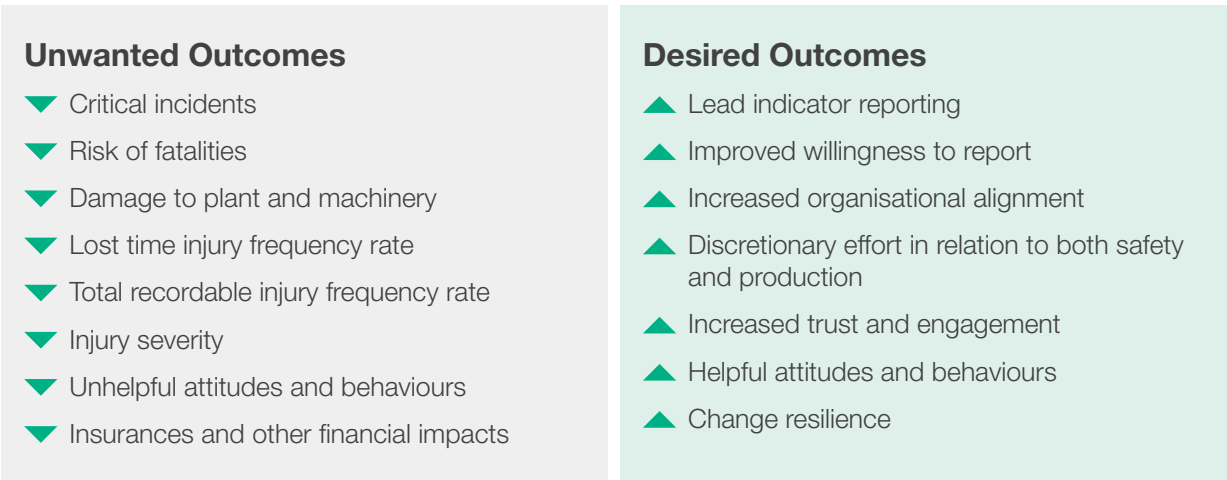 Unwanted Outcomes
Critical incidents
Risk of fatalities
Damage to plant and machinery
Lost time injury frequency rate
Total recordable injury frequency rate
Injury severity
Unhelpful attitudes and behaviours
Insurances and other financial impacts
Desired Outcomes
Lead indicator reporting
Improved willingness to report
Increased organisational alignment
Discretionary effort in relation to both safety
and production
Increased trust and engagement
Helpful attitudes and behaviours
Change resilience